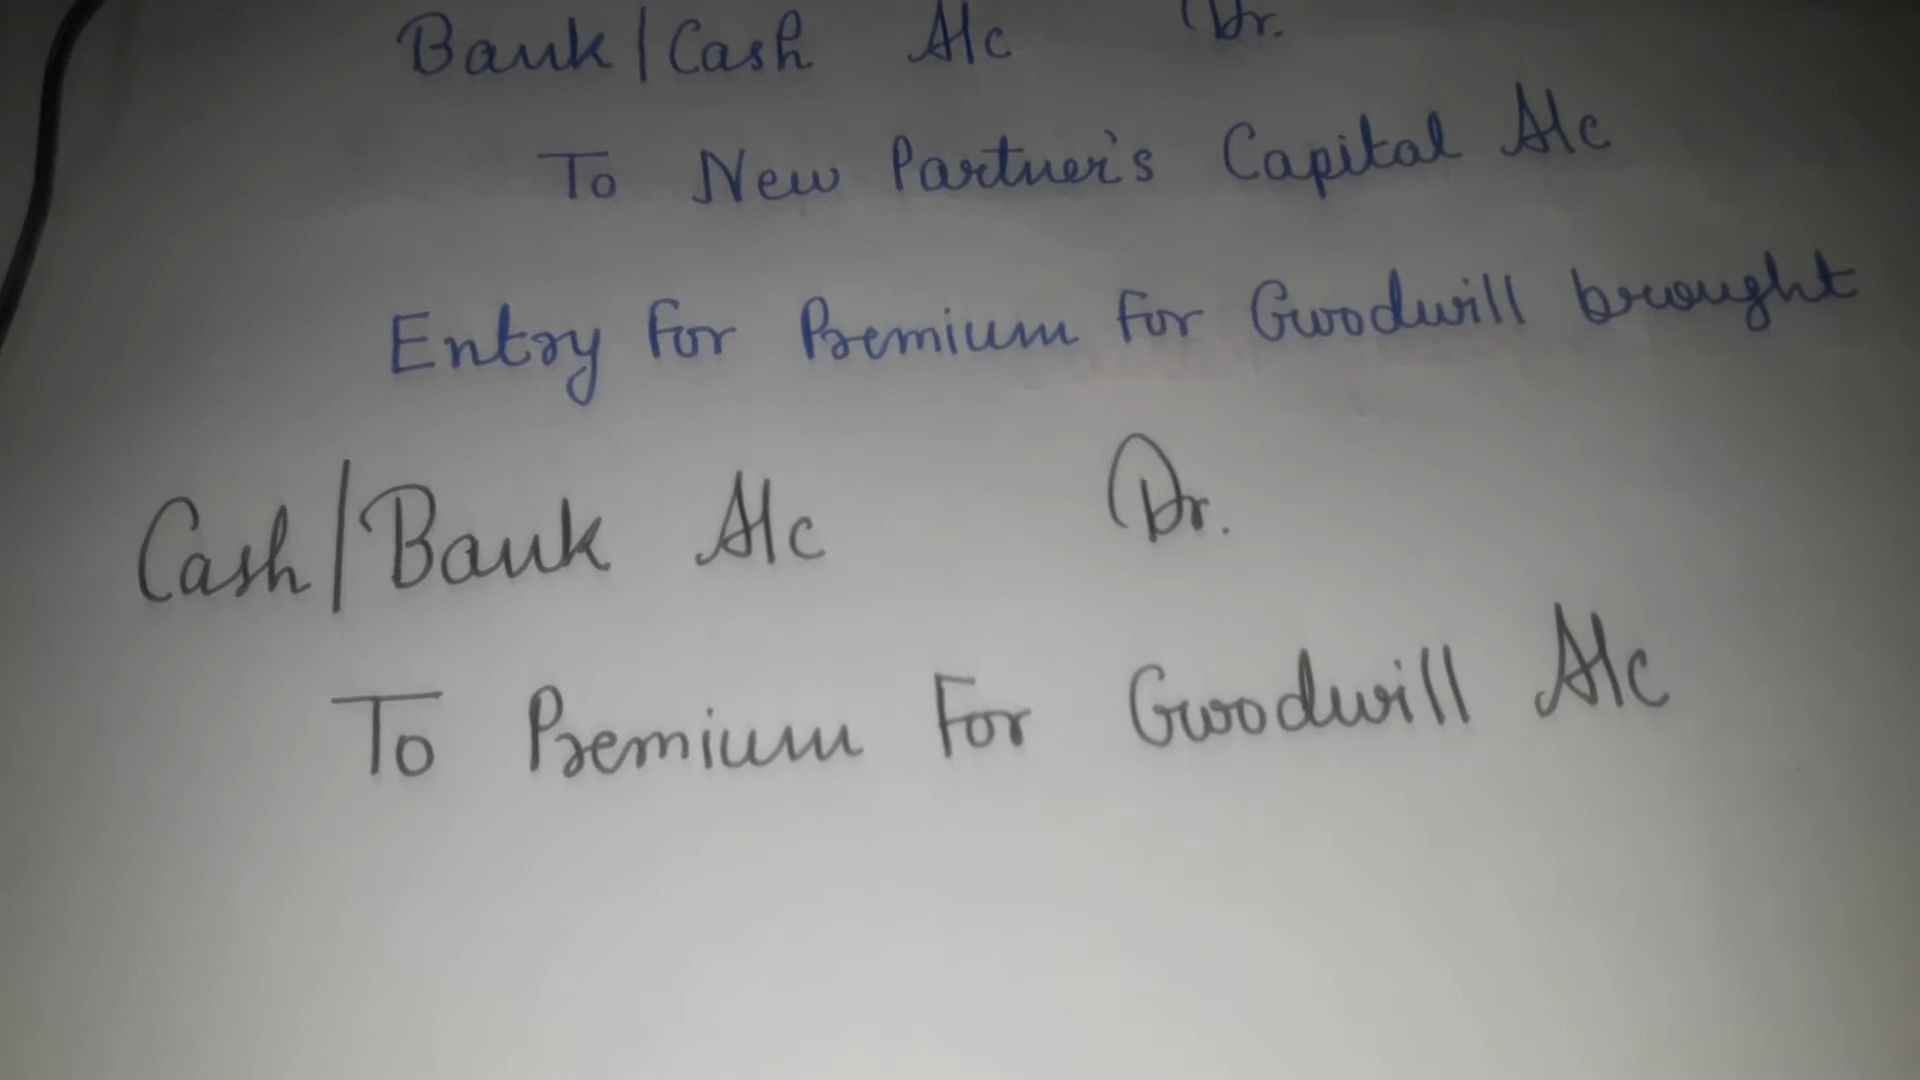 Bank/Cash A/c Dr.
To New Partner's Capital A/c
Entry For Premium For Goodwill brought
Cash/Bank A/c Dr.
To Premium For Goodwill A/c